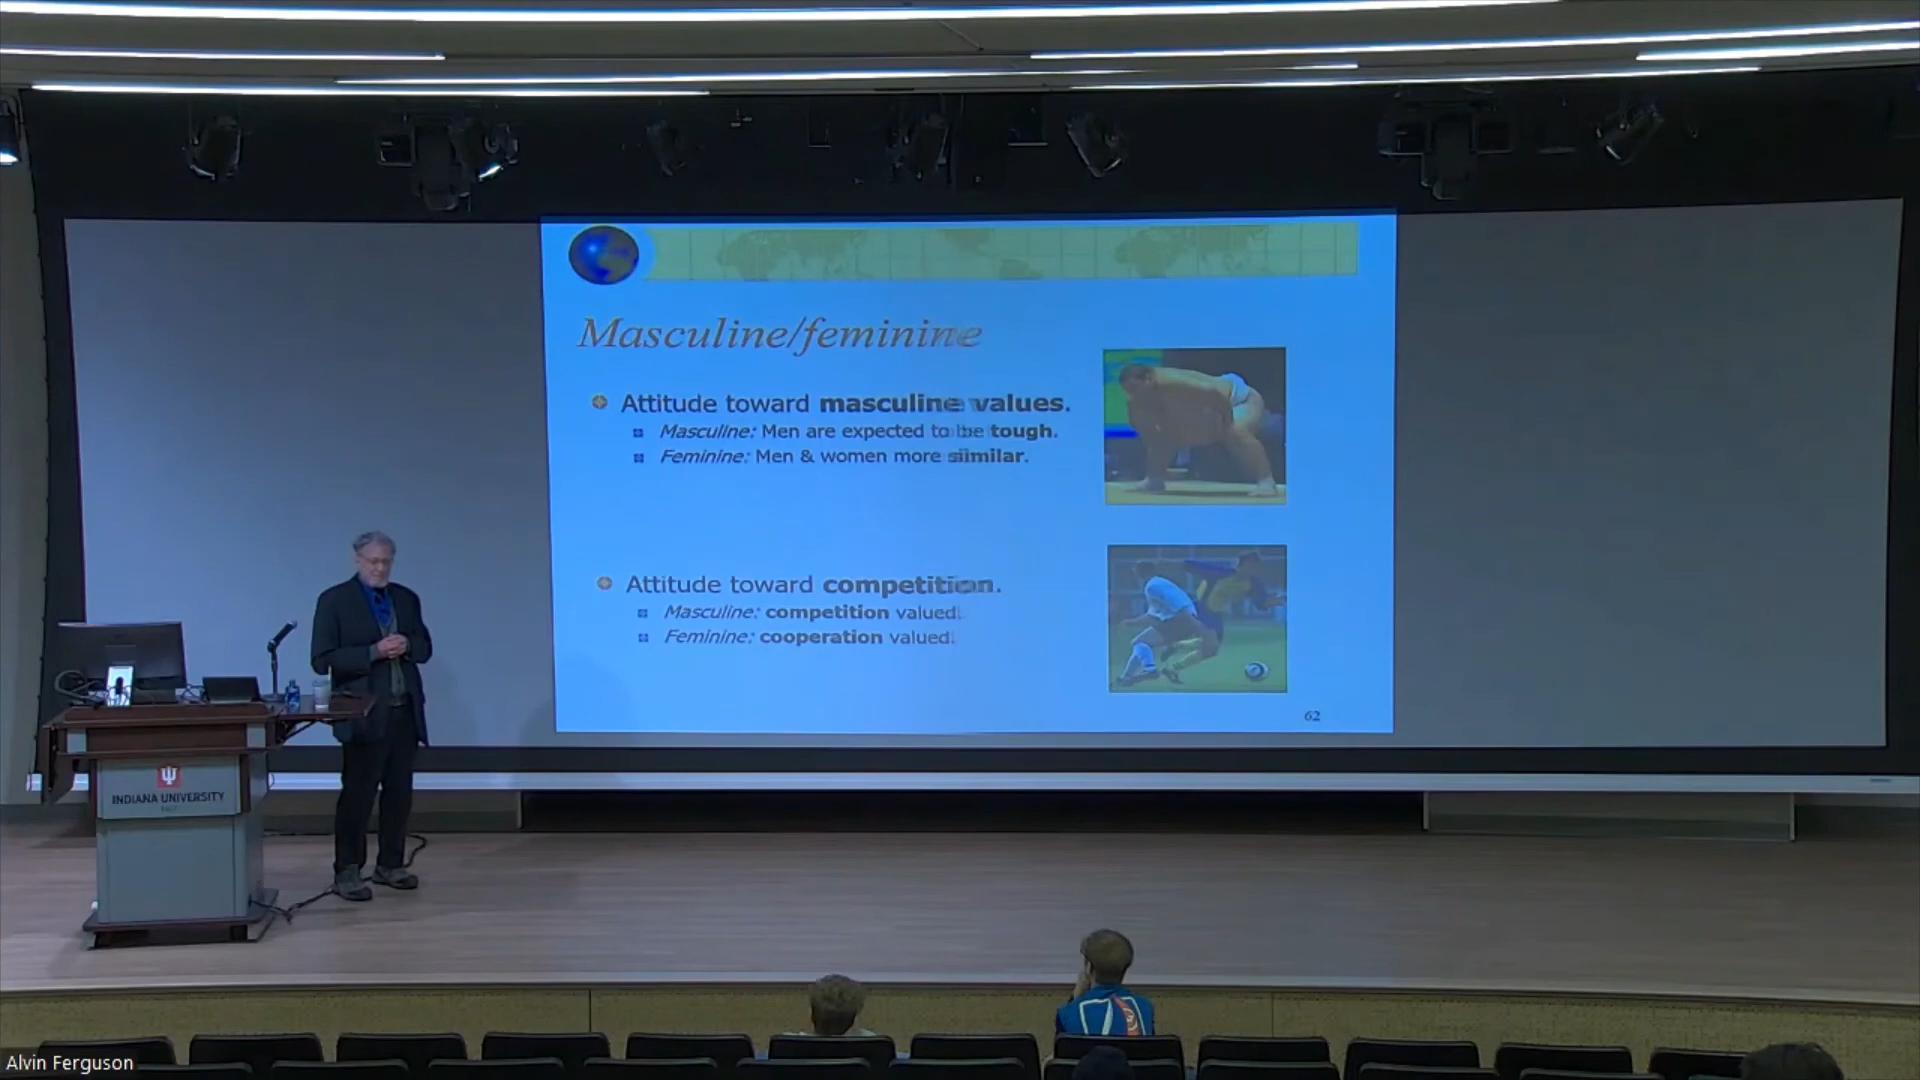 Masculine/feminine
Attitude toward masculine values.
Masculine: Men are expected to be tough.
Feminine: Men & women more similar.
Attitude toward competition.
Masculine: competition valued.
Feminine: cooperation valued.
62
INDIANA UNIVERSITY
Alvin Ferguson